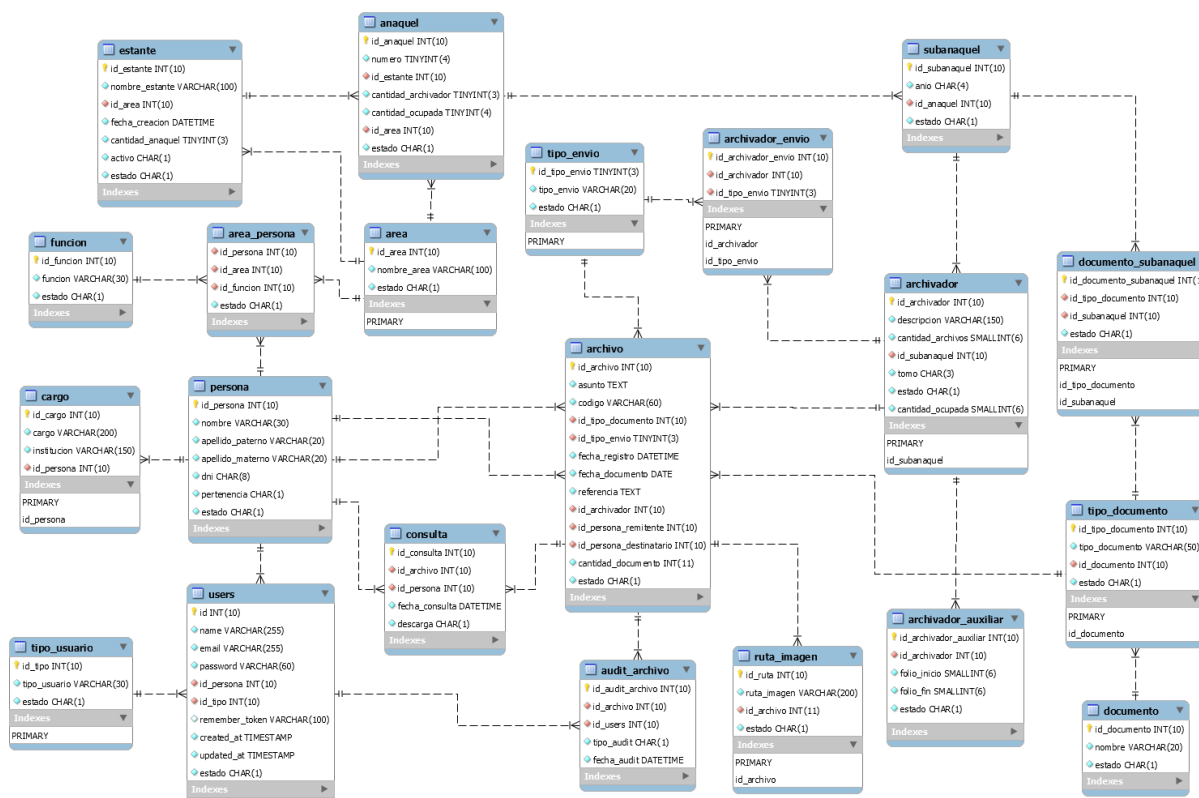 estante
id_estante INT(10)
nombre_estante VARCHAR(100)
id_area INT(10)
fecha_creacion DATETIME
cantidad_anaquel TINYINT(3)
activo CHAR(1)
estado CHAR(1)
Indexes
anaquel
id_anaquel INT(10)
numero TINYINT(4)
id_estante INT(10)
cantidad_archivador TINYINT(3)
cantidad_ocupada TINYINT(4)
id_area INT(10)
estado CHAR(1)
Indexes
subanaquel
id_subanaquel INT(10)
anio CHAR(4)
id_anaquel INT(10)
estado CHAR(1)
Indexes
tipo_envio
id_tipo_envio TINYINT(3)
tipo_envio VARCHAR(20)
estado CHAR(1)
Indexes
PRIMARY
archivador_envio
id_archivador_envio INT(10)
id_archivador INT(10)
id_tipo_envio TINYINT(3)
Indexes
PRIMARY
id_archivador
id_tipo_envio
funcion
id_funcion INT(10)
funcion VARCHAR(30)
estado CHAR(1)
Indexes
area_persona
id_persona INT(10)
id_area INT(10)
id_funcion INT(10)
estado CHAR(1)
Indexes
area
id_area INT(10)
nombre_area VARCHAR(100)
estado CHAR(1)
Indexes
PRIMARY
documento_subanaquel
id_documento_subanaquel INT(1
id_tipo_documento INT(10)
id_subanaquel INT(10)
estado CHAR(1)
Indexes
PRIMARY
id_tipo_documento
id_subanaquel
archivador
id_archivador INT(10)
descripcion VARCHAR(150)
cantidad_archivos SMALLINT(6)
id_subanaquel INT(10)
tomo CHAR(3)
estado CHAR(1)
cantidad_ocupada SMALLINT(6)
Indexes
PRIMARY
id_subanaquel
archivo
id_archivo INT(10)
asunto TEXT
codigo VARCHAR(60)
id_tipo_documento INT(10)
id_tipo_envio TINYINT(3)
fecha_registro DATETIME
fecha_documento DATE
referencia TEXT
id_archivador INT(10)
id_persona_remitente INT(10)
id_persona_destinatario INT(10)
cantidad_documento INT(11)
estado CHAR(1)
Indexes
cargo
id_cargo INT(10)
cargo VARCHAR(200)
institucion VARCHAR(150)
id_persona INT(10)
Indexes
PRIMARY
id_persona
persona
id_persona INT(10)
nombre VARCHAR(30)
apellido_paterno VARCHAR(20)
apellido_materno VARCHAR(20)
dni CHAR(8)
pertenencia CHAR(1)
estado CHAR(1)
Indexes
consulta
id_consulta INT(10)
id_archivo INT(10)
id_persona INT(10)
fecha_consulta DATETIME
descarga CHAR(1)
Indexes
tipo_documento
id_tipo_documento INT(10)
tipo_documento VARCHAR(50)
id_documento INT(10)
estado CHAR(1)
Indexes
PRIMARY
id_documento
users
id INT(10)
name VARCHAR(255)
email VARCHAR(255)
password VARCHAR(60)
id_persona INT(10)
id_tipo INT(10)
remember_token VARCHAR(100)
created_at TIMESTAMP
updated_at TIMESTAMP
estado CHAR(1)
Indexes
tipo_usuario
id_tipo INT(10)
tipo_usuario VARCHAR(30)
estado CHAR(1)
Indexes
PRIMARY
audit_archivo
id_audit_archivo INT(10)
id_archivo INT(10)
id_users INT(10)
tipo_audit CHAR(1)
fecha_audit DATETIME
Indexes
ruta_imagen
id_ruta INT(10)
ruta_imagen VARCHAR(200)
id_archivo INT(11)
estado CHAR(1)
Indexes
PRIMARY
id_archivo
archivador_auxiliar
id_archivador_auxiliar INT(10)
id_archivador INT(10)
folio_inicio SMALLINT(6)
folio_fin SMALLINT(6)
estado CHAR(1)
Indexes
documento
id_documento INT(10)
nombre VARCHAR(20)
estado CHAR(1)
Indexes